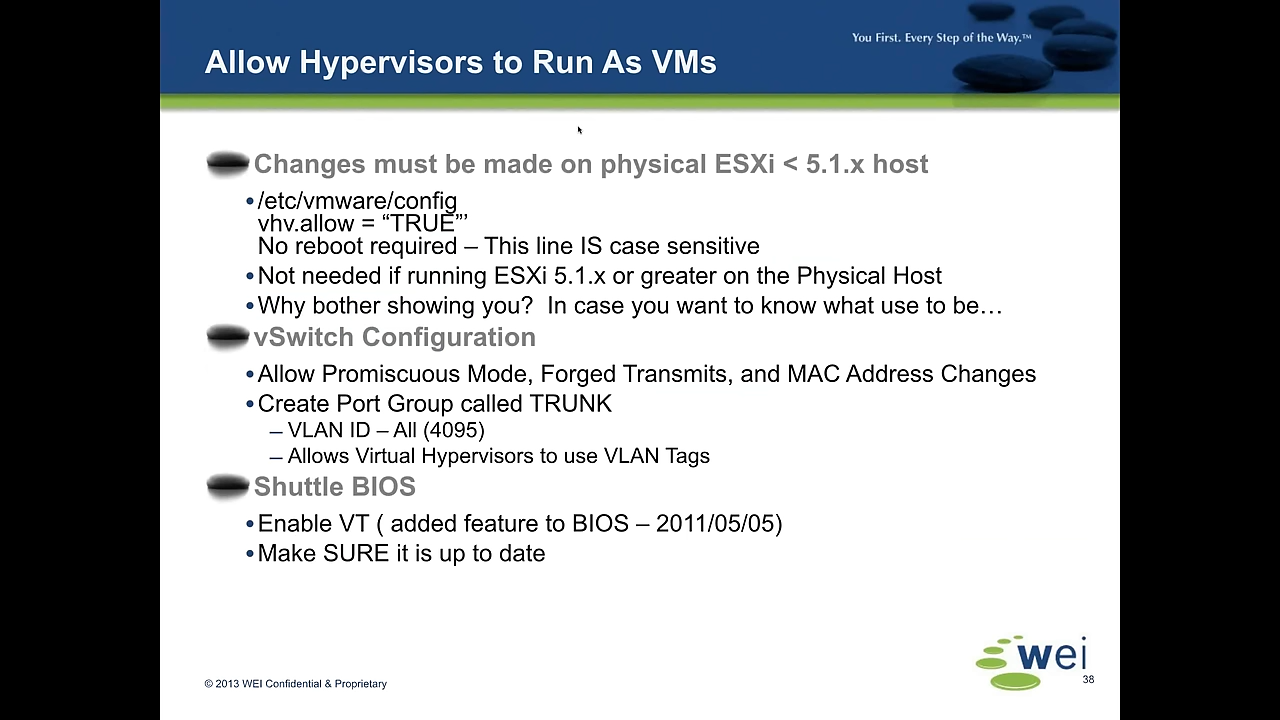 You First. Every Step of the Way.™
Allow Hypervisors to Run As VMs
Changes must be made on physical ESXi < 5.1.x host
•/etc/vmware/config
vhv.allow = “TRUE”’
No reboot required – This line IS case sensitive
•Not needed if running ESXi 5.1.x or greater on the Physical Host
•Why bother showing you?  In case you want to know what use to be…
vSwitch Configuration
•Allow Promiscuous Mode, Forged Transmits, and MAC Address Changes
•Create Port Group called TRUNK
– VLAN ID – All (4095)
– Allows Virtual Hypervisors to use VLAN Tags
Shuttle BIOS
•Enable VT ( added feature to BIOS – 2011/05/05)
•Make SURE it is up to date
wei
© 2013 WEI Confidential & Proprietary
38